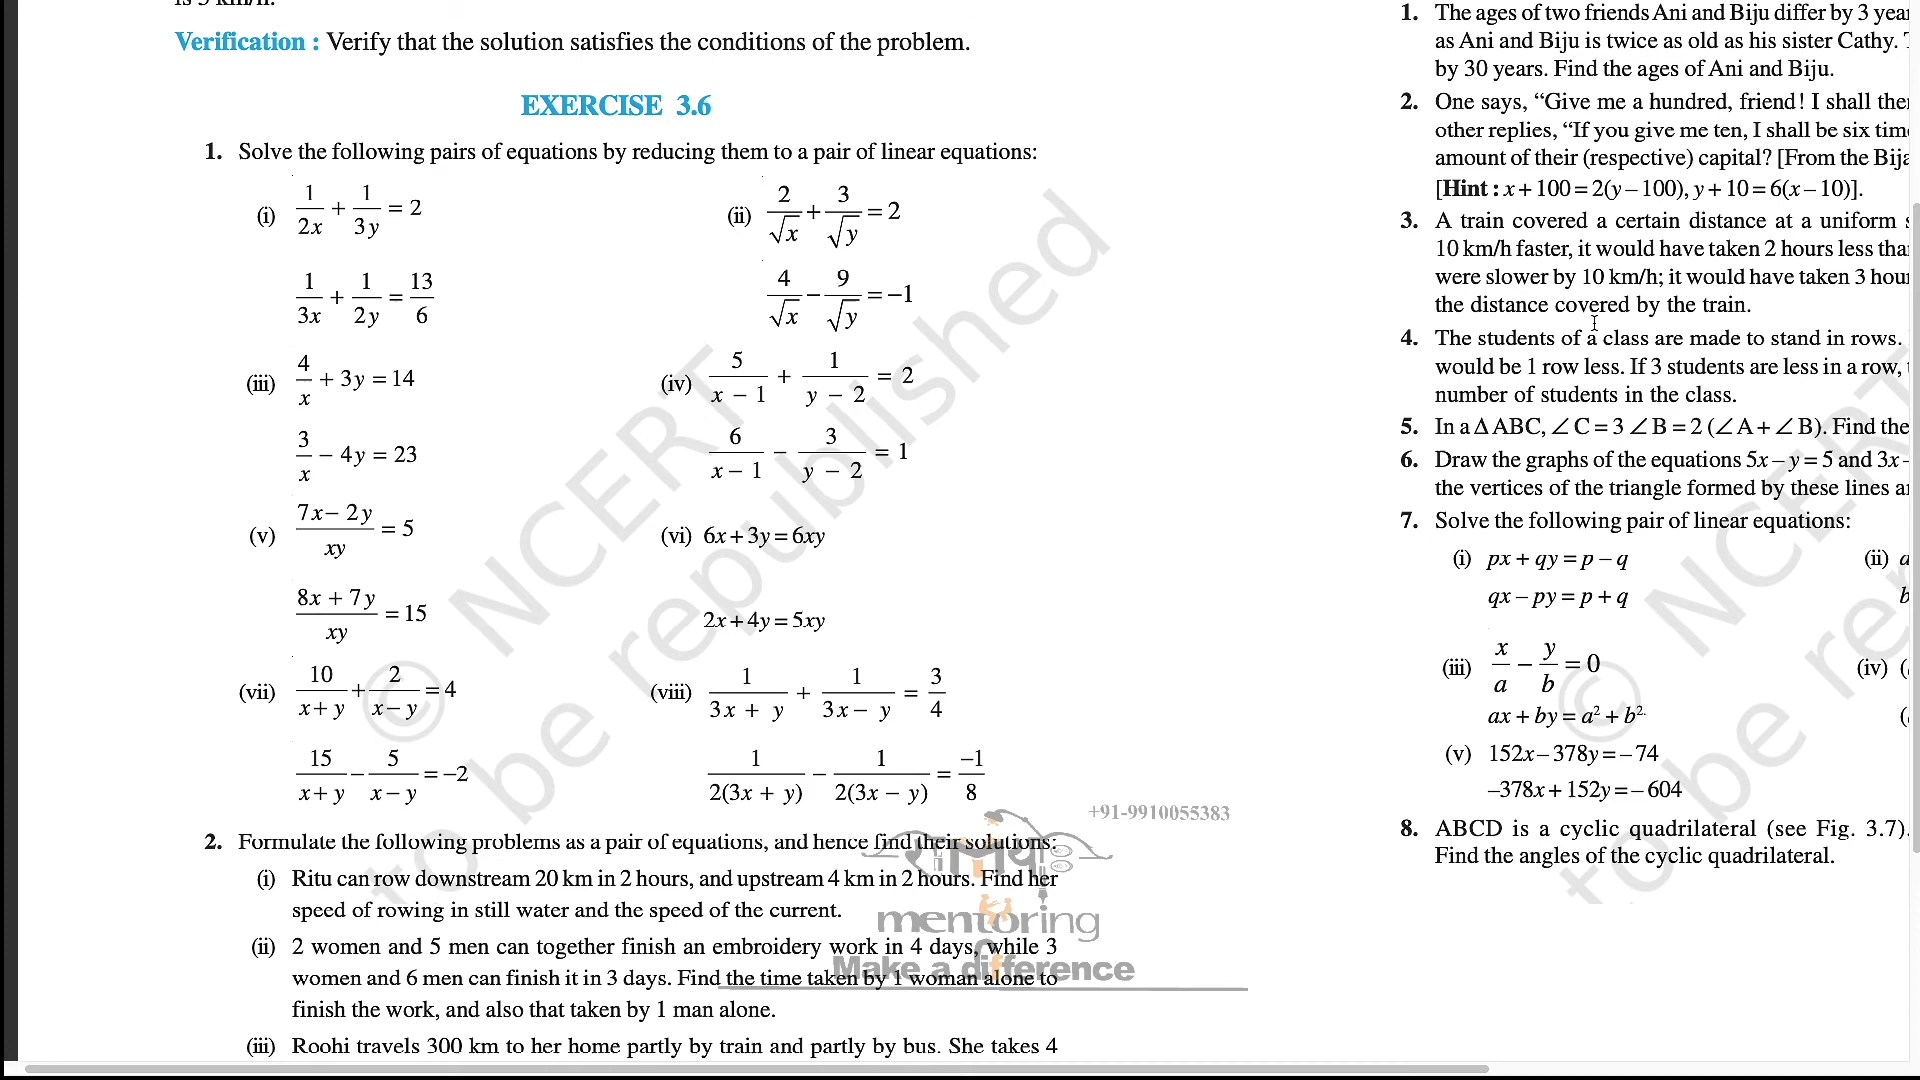 Verification : Verify that the solution satisfies the conditions of the problem.
EXERCISE 3.6
1. Solve the following pairs of equations by reducing them to a pair of linear equations:
(i) 1/2x + 1/3y = 2
1/3x + 1/2y = 13/6
(ii) 2/√x + 3/√y = 2
4/√x – 9/√y = –1
(iii) 4/x + 3y = 14
3/x – 4y = 23
(iv) 5/(x – 1) + 1/(y – 2) = 2
6/(x – 1) – 3/(y – 2) = 1
(v) (7x – 2y)/xy = 5
(8x + 7y)/xy = 15
(vi) 6x + 3y = 6xy
2x + 4y = 5xy
(vii) 10/(x + y) + 2/(x – y) = 4
15/(x + y) – 5/(x – y) = –2
(viii) 1/(3x + y) + 1/(3x – y) = 3/4
1/2(3x + y) – 1/2(3x – y) = –1/8
2. Formulate the following problems as a pair of equations, and hence find their solutions:
(i) Ritu can row downstream 20 km in 2 hours, and upstream 4 km in 2 hours. Find her
speed of rowing in still water and the speed of the current.
(ii) 2 women and 5 men can together finish an embroidery work in 4 days, while 3
women and 6 men can finish it in 3 days. Find the time taken by 1 woman alone to
finish the work, and also that taken by 1 man alone.
(iii) Roohi travels 300 km to her home partly by train and partly by bus. She takes 4
© NCERT
to be republished
+91-9910055383
mentoring
Make a difference
1. The ages of two friends Ani and Biju differ by 3
as Ani and Biju is twice as old as his sister Cathy.
by 30 years. Find the ages of Ani and Biju.
2. One says, “Give me a hundred, friend! I shall
other replies, “If you give me ten, I shall be six
amount of their (respective) capital? [From the
[Hint : x + 100 = 2(y – 100), y + 10 = 6(x – 10)].
3. A train covered a certain distance at a uniform
10 km/h faster, it would have taken 2 hours less
were slower by 10 km/h; it would have taken 3
the distance covered by the train.
4. The students of a class are made to stand in rows.
would be 1 row less. If 3 students are less in a row,
number of students in the class.
5. In a Δ ABC, ∠ C = 3 ∠ B = 2 (∠ A + ∠ B). Find the
6. Draw the graphs of the equations 5x – y = 5 and 3x –
the vertices of the triangle formed by these lines
7. Solve the following pair of linear equations:
(i) px + qy = p – q
qx – py = p + q
(ii)
(iii) x/a – y/b = 0
ax + by = a² + b².
(iv) (
(
(v) 152x – 378y = – 74
–378x + 152y = – 604
8. ABCD is a cyclic quadrilateral (see Fig. 3.7).
Find the angles of the cyclic quadrilateral.
© NCERT
to be re